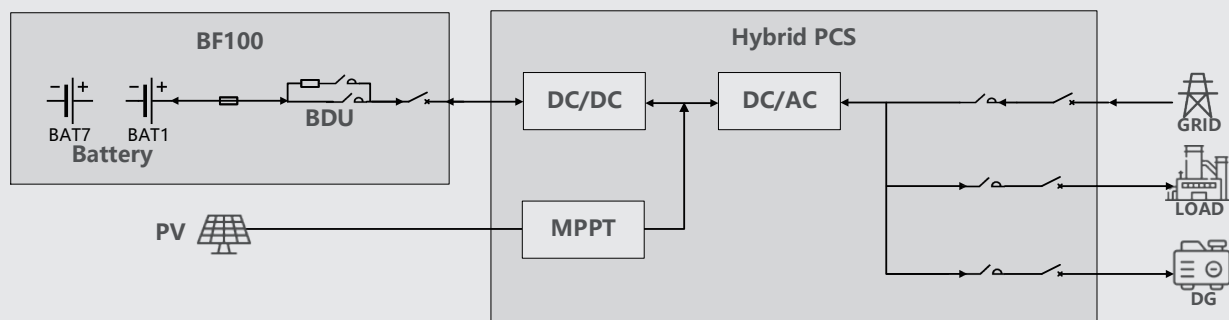 BF100
Hybrid PCS
− + − +
BAT7 BAT1
Battery
BDU
DC/DC
DC/AC
GRID
LOAD
PV
MPPT
DG